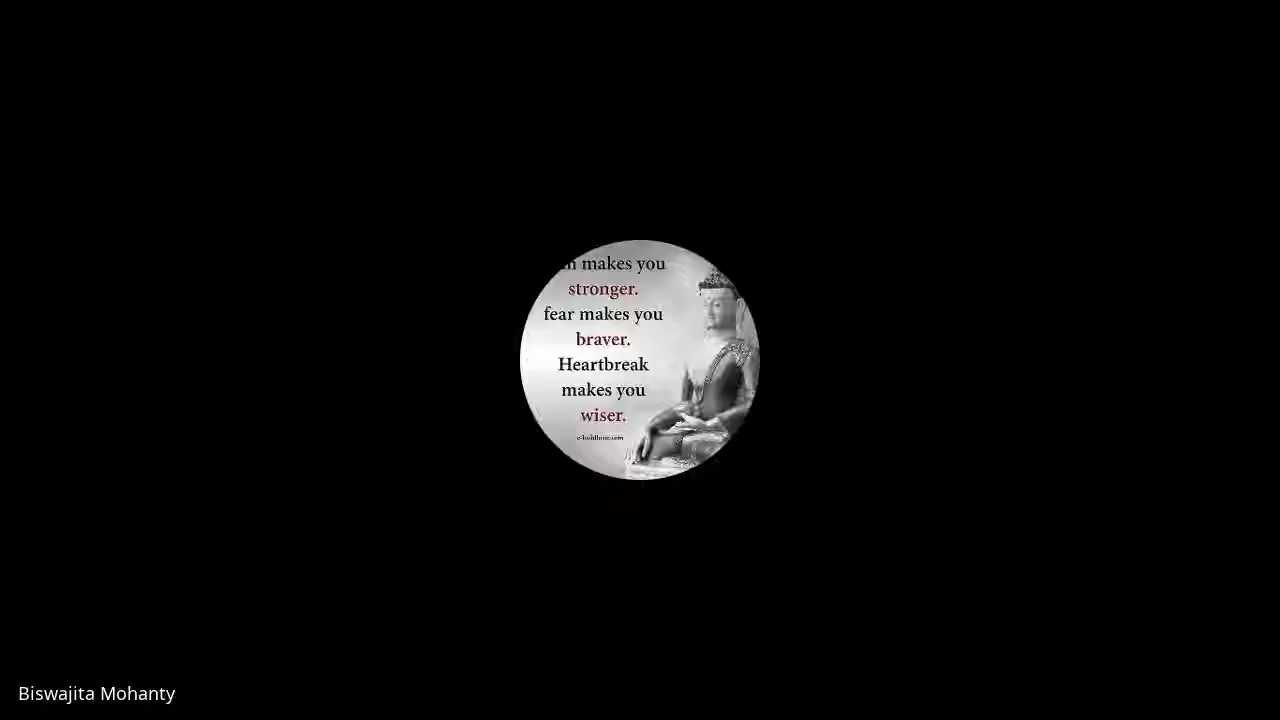 makes you
stronger.
fear makes you
braver.
Heartbreak
makes you
wiser.
Biswajita Mohanty